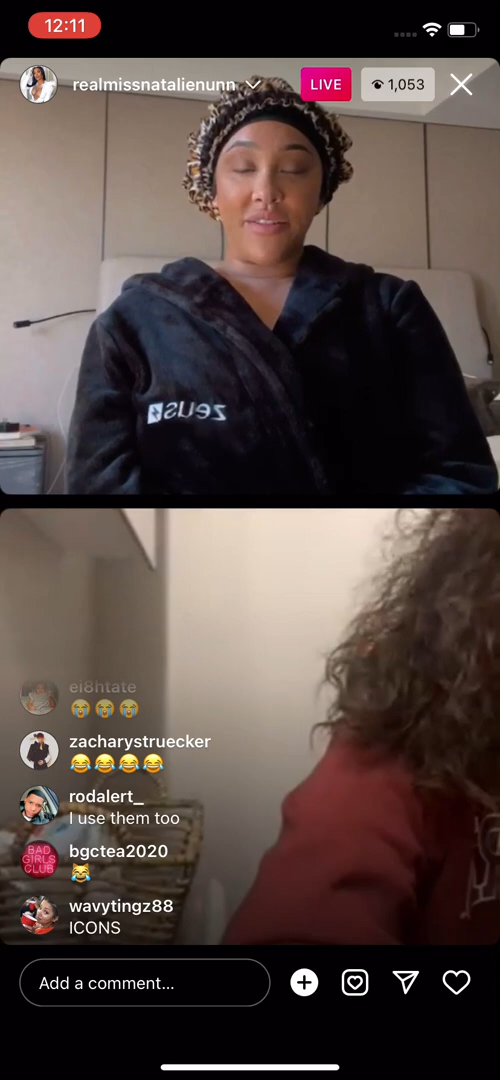 12:11
realmissnatalienunn
LIVE
1,053
zeus
ei8htate
😭😭😭
zacharystruecker
😂😂😂😂
rodalert_
I use them too
BAD
GIRLS
CLUB
bgctea2020
😹
wavytingz88
ICONS
Add a comment...